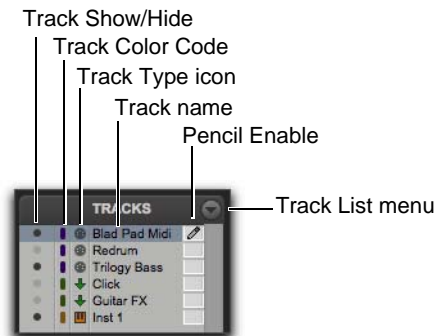 Track Show/Hide
Track Color Code
Track Type icon
Track name
Pencil Enable
Track List menu
TRACKS
Blad Pad Midi
Redrum
Trilogy Bass
Click
Guitar FX
Inst 1